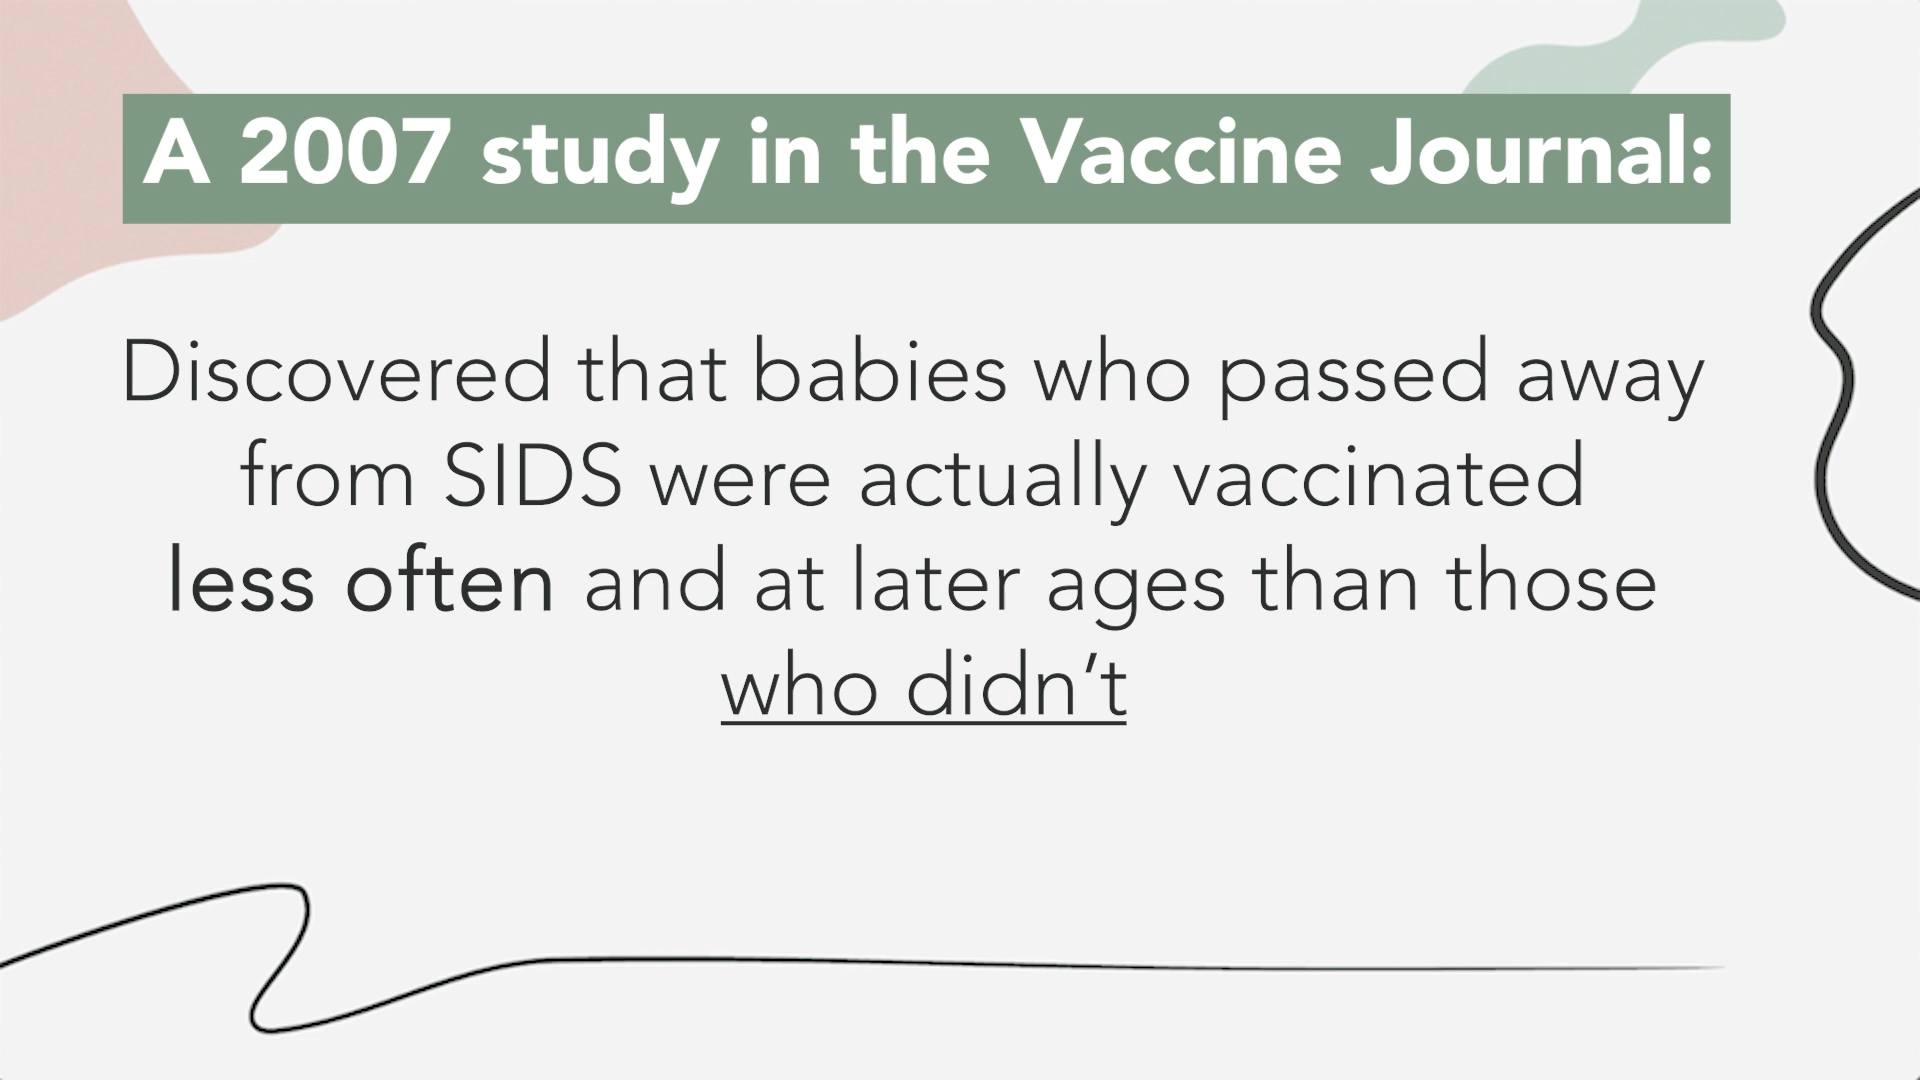 A 2007 study in the Vaccine Journal:
Discovered that babies who passed away
from SIDS were actually vaccinated
less often and at later ages than those
who didn’t